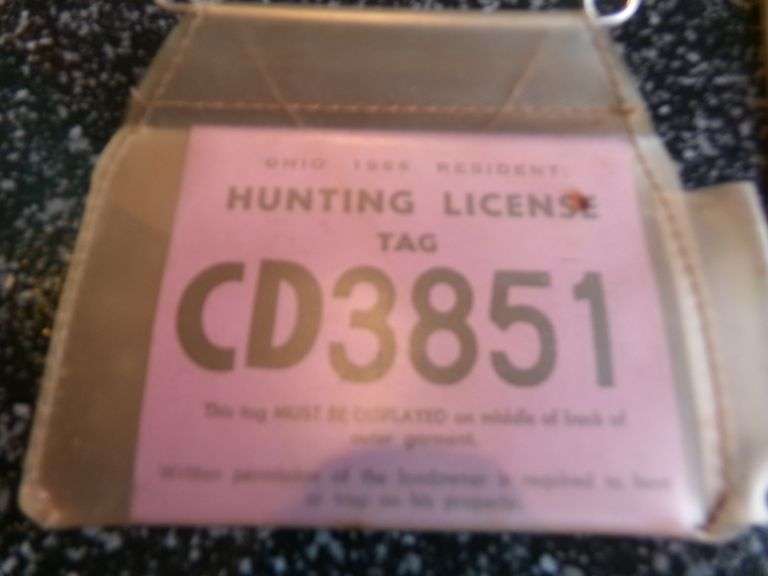 OHIO RESIDENT
HUNTING LICENSE
TAG
CD3851
This tag MUST BE DISPLAYED on middle of back of
outer garment.
Written permission of the landowner is required to hunt
or trap on his property.